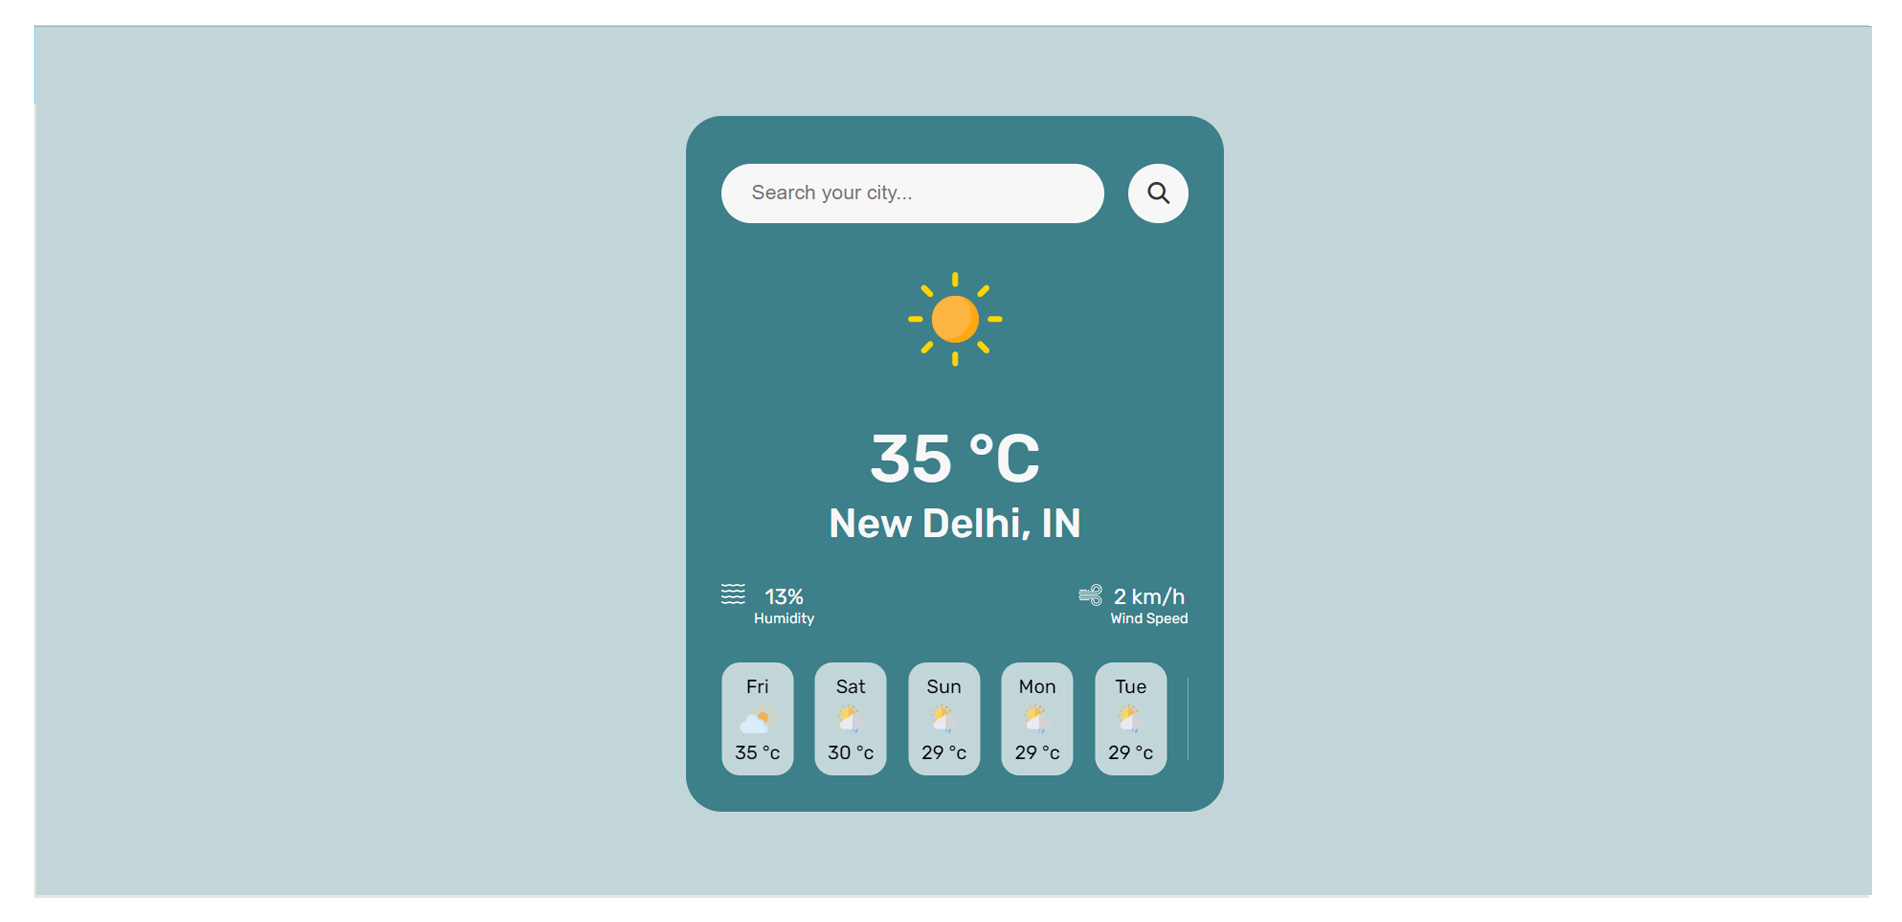 Search your city...
35 °C
New Delhi, IN
13%
Humidity
2 km/h
Wind Speed
Fri
35 °c
Sat
30 °c
Sun
29 °c
Mon
29 °c
Tue
29 °c